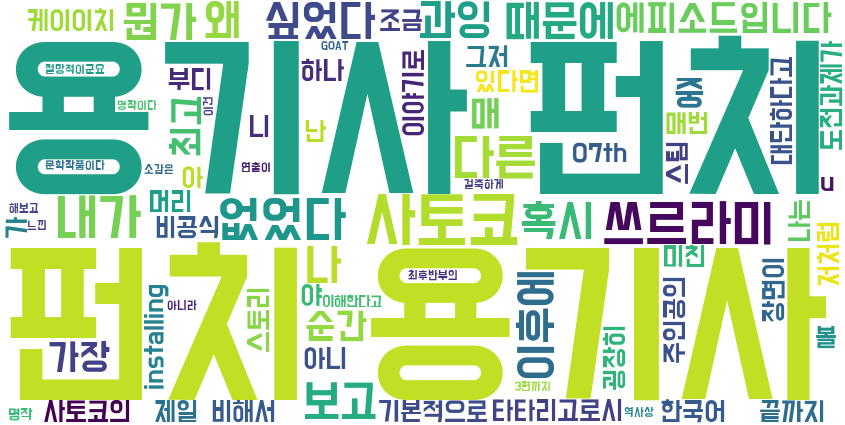 케이이치 뭔가 왜 싶었다 조금 과잉 때문에 에피소드입니다
GOAT
용기사 펀치
절망적이군요 부디 하나 그저
명작이다 이건 있다면 중 도전과제가
최고 니 난 이야기로 매 매번 대단하다고
문학작품이다 소감은 연출이 다른 07th 스팀
아 걸죽하게 u
해보고 내가 머리 없었다 사토코 혹시 쓰르라미 나는
가 느낀 비공식
펀치 용기사
나 최후반부의 미친 저처럼
installing 아니라 스토리 야 이해한다고 이후에 주인공의 장면이
순간 볼
가장 아니 굉장히
3편까지
명작 사토코의 제일 비해서 보고 기본적으로 타타리고로시 역사상 한국어 끝까지